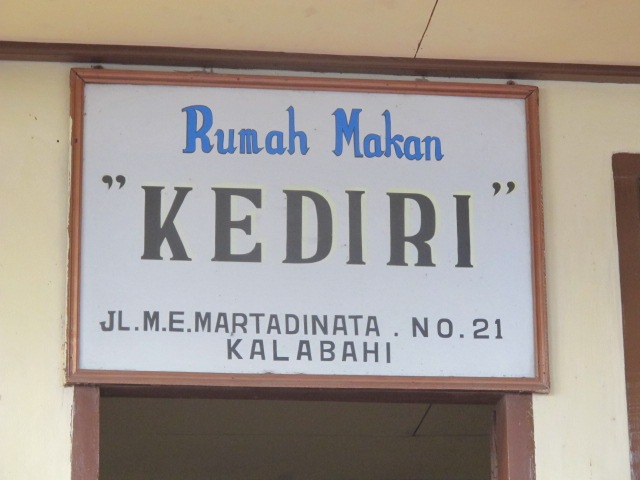 Rumah Makan
"KEDIRI"
JL.M.E.MARTADINATA . NO.21
KALABAHI